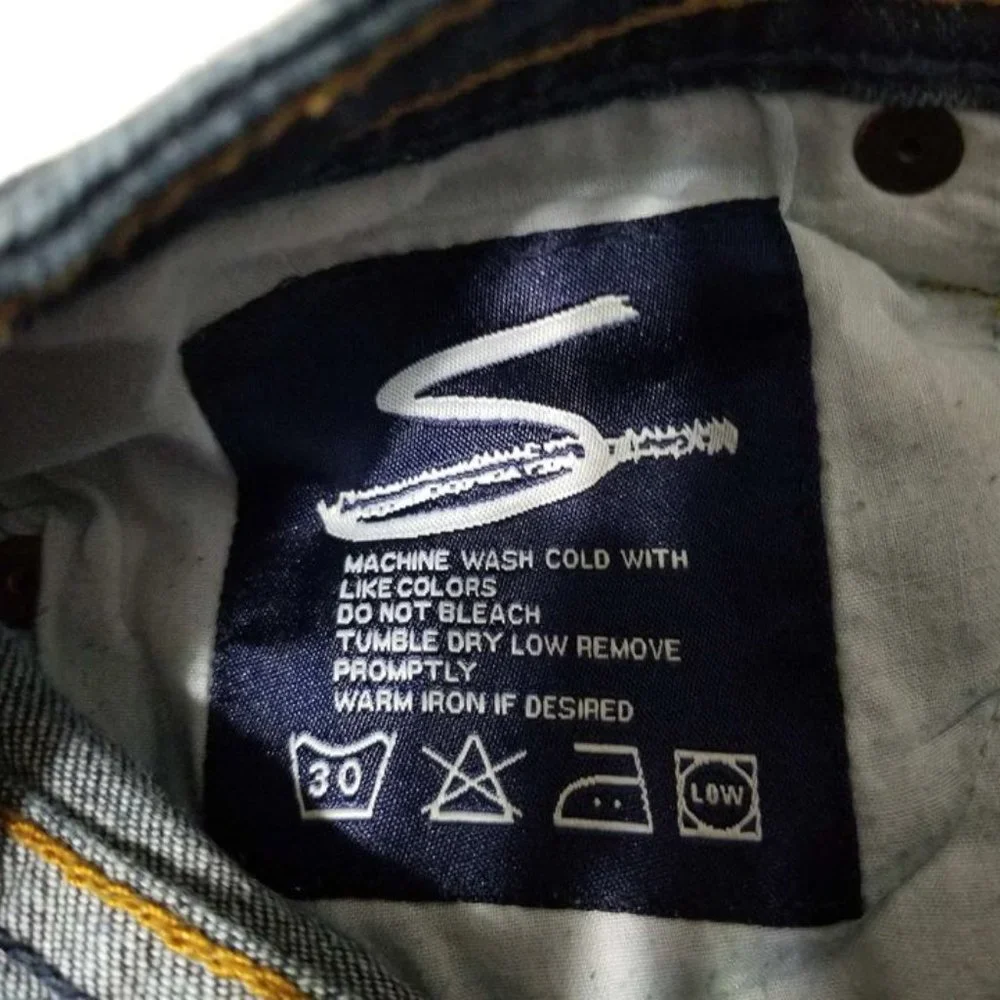 S
MACHINE WASH COLD WITH
LIKE COLORS
DO NOT BLEACH
TUMBLE DRY LOW REMOVE
PROMPTLY
WARM IRON IF DESIRED
30
LOW